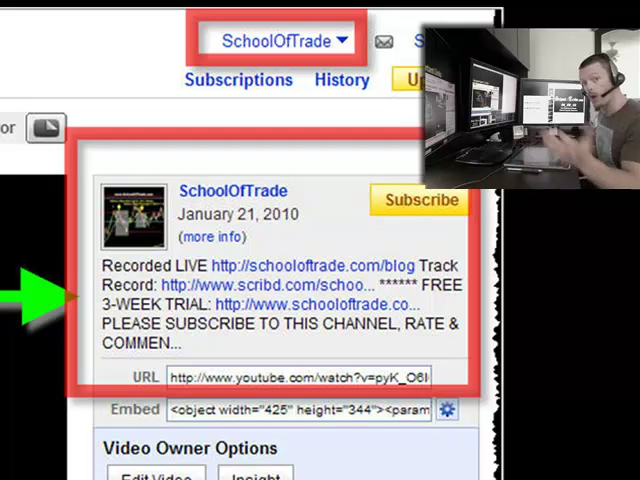 SchoolOfTrade
Subscriptions History
or
SchoolOfTrade
Subscribe
January 21, 2010
(more info)
Recorded LIVE http://schooloftrade.com/blog Track
Record: http://www.scribd.com/schoo... ****** FREE
3-WEEK TRIAL: http://www.schooloftrade.co...
PLEASE SUBSCRIBE TO THIS CHANNEL, RATE &
COMMEN...
URL http://www.youtube.com/watch?v=pyK_O6I
Embed <object width="425" height="344"><param
Video Owner Options
Edit Video Insight